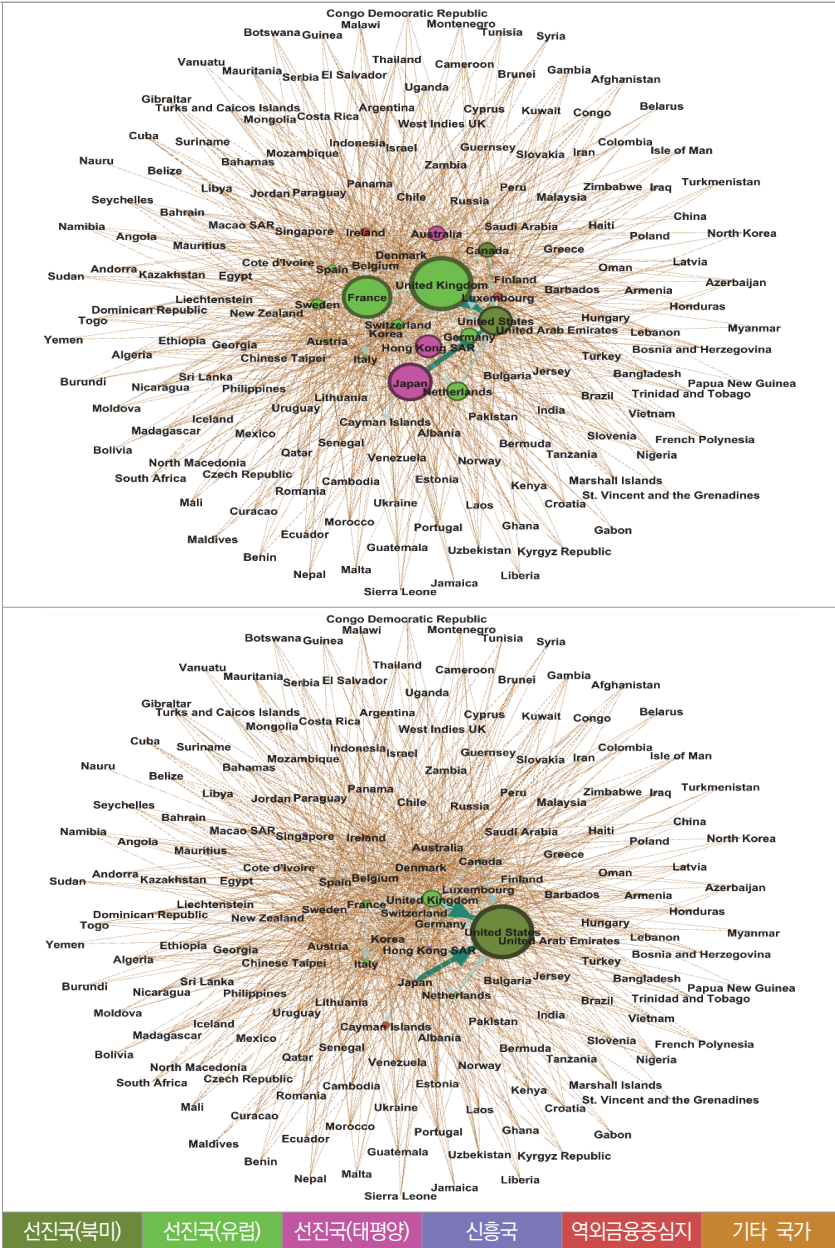 Congo Democratic Republic
Malawi Montenegro
Botswana Guinea Tunisia Syria
Vanuatu Thailand Cameroon
Mauritania Serbia El Salvador Brunei Gambia Afghanistan
Uganda
Gibraltar
Turks and Caicos Islands Argentina Cyprus Kuwait Congo Belarus
Mongolia Costa Rica West Indies UK
Cuba Suriname Indonesia Israel Guernsey Slovakia Iran Colombia Isle of Man
Nauru Bahamas Mozambique Zambia
Belize Panama Turkmenistan
Seychelles Libya Jordan Paraguay Chile Russia Peru Malaysia Zimbabwe Iraq
Bahrain China
Namibia Angola Macao SAR Singapore Ireland Australia Saudi Arabia Haiti Poland North Korea
Mauritius Denmark Canada Greece
Sudan Andorra Kazakhstan Egypt Cote d'Ivoire Spain Belgium Oman Latvia
United Kingdom Finland Barbados Armenia Azerbaijan
Liechtenstein France Luxembourg
Dominican Republic New Zealand Sweden Honduras
Togo Switzerland United States Hungary
Yemen Ethiopia Georgia Austria Korea Germany United Arab Emirates Lebanon Myanmar
Algeria Chinese Taipei Italy Hong Kong SAR Turkey Bosnia and Herzegovina
Burundi Nicaragua Sri Lanka Philippines Japan Netherlands Bulgaria Jersey Bangladesh Papua New Guinea
Lithuania Brazil Trinidad and Tobago
Moldova Iceland Uruguay Pakistan India Vietnam
Madagascar Mexico Cayman Islands Albania Slovenia French Polynesia
Bolivia Qatar Senegal Bermuda Tanzania Nigeria
North Macedonia Venezuela Norway
South Africa Czech Republic Cambodia Estonia Kenya Marshall Islands
Mali Romania Ukraine Laos Croatia St. Vincent and the Grenadines
Curacao Morocco Portugal Ghana Gabon
Maldives Ecuador
Benin Guatemala Uzbekistan Kyrgyz Republic
Nepal Malta Jamaica Liberia
Sierra Leone
Congo Democratic Republic
Malawi Montenegro
Botswana Guinea Tunisia Syria
Vanuatu Thailand Cameroon
Mauritania Serbia El Salvador Brunei Gambia Afghanistan
Uganda
Gibraltar
Turks and Caicos Islands Argentina Cyprus Kuwait Congo Belarus
Mongolia Costa Rica West Indies UK
Cuba Suriname Indonesia Israel Guernsey Slovakia Iran Colombia Isle of Man
Nauru Bahamas Mozambique Zambia
Belize Panama Turkmenistan
Seychelles Libya Jordan Paraguay Chile Russia Peru Malaysia Zimbabwe Iraq
Bahrain China
Namibia Angola Macao SAR Singapore Ireland Saudi Arabia Haiti Poland North Korea
Mauritius Australia Greece
Sudan Andorra Kazakhstan Egypt Cote d'Ivoire Spain Belgium Denmark Canada Finland Oman Latvia
Luxembourg Barbados Armenia Azerbaijan
Liechtenstein Sweden France United Kingdom
Dominican Republic New Zealand Switzerland Honduras
Togo Germany United States Hungary
Yemen Ethiopia Georgia Austria Korea United Arab Emirates Lebanon Myanmar
Algeria Chinese Taipei Italy Hong Kong SAR Turkey Bosnia and Herzegovina
Burundi Nicaragua Sri Lanka Philippines Japan Netherlands Bulgaria Jersey Bangladesh Papua New Guinea
Lithuania Brazil Trinidad and Tobago
Moldova Iceland Uruguay Pakistan India Vietnam
Madagascar Mexico Cayman Islands Albania Slovenia French Polynesia
Bolivia Qatar Senegal Bermuda Tanzania Nigeria
North Macedonia Venezuela Norway
South Africa Czech Republic Cambodia Estonia Kenya Marshall Islands
Mali Romania Ukraine Laos Croatia St. Vincent and the Grenadines
Curacao Morocco Portugal Ghana Gabon
Maldives Ecuador
Benin Guatemala Uzbekistan Kyrgyz Republic
Nepal Malta Jamaica Liberia
Sierra Leone
선진국(북미) 선진국(유럽) 선진국(태평양) 신흥국 역외금융중심지 기타 국가